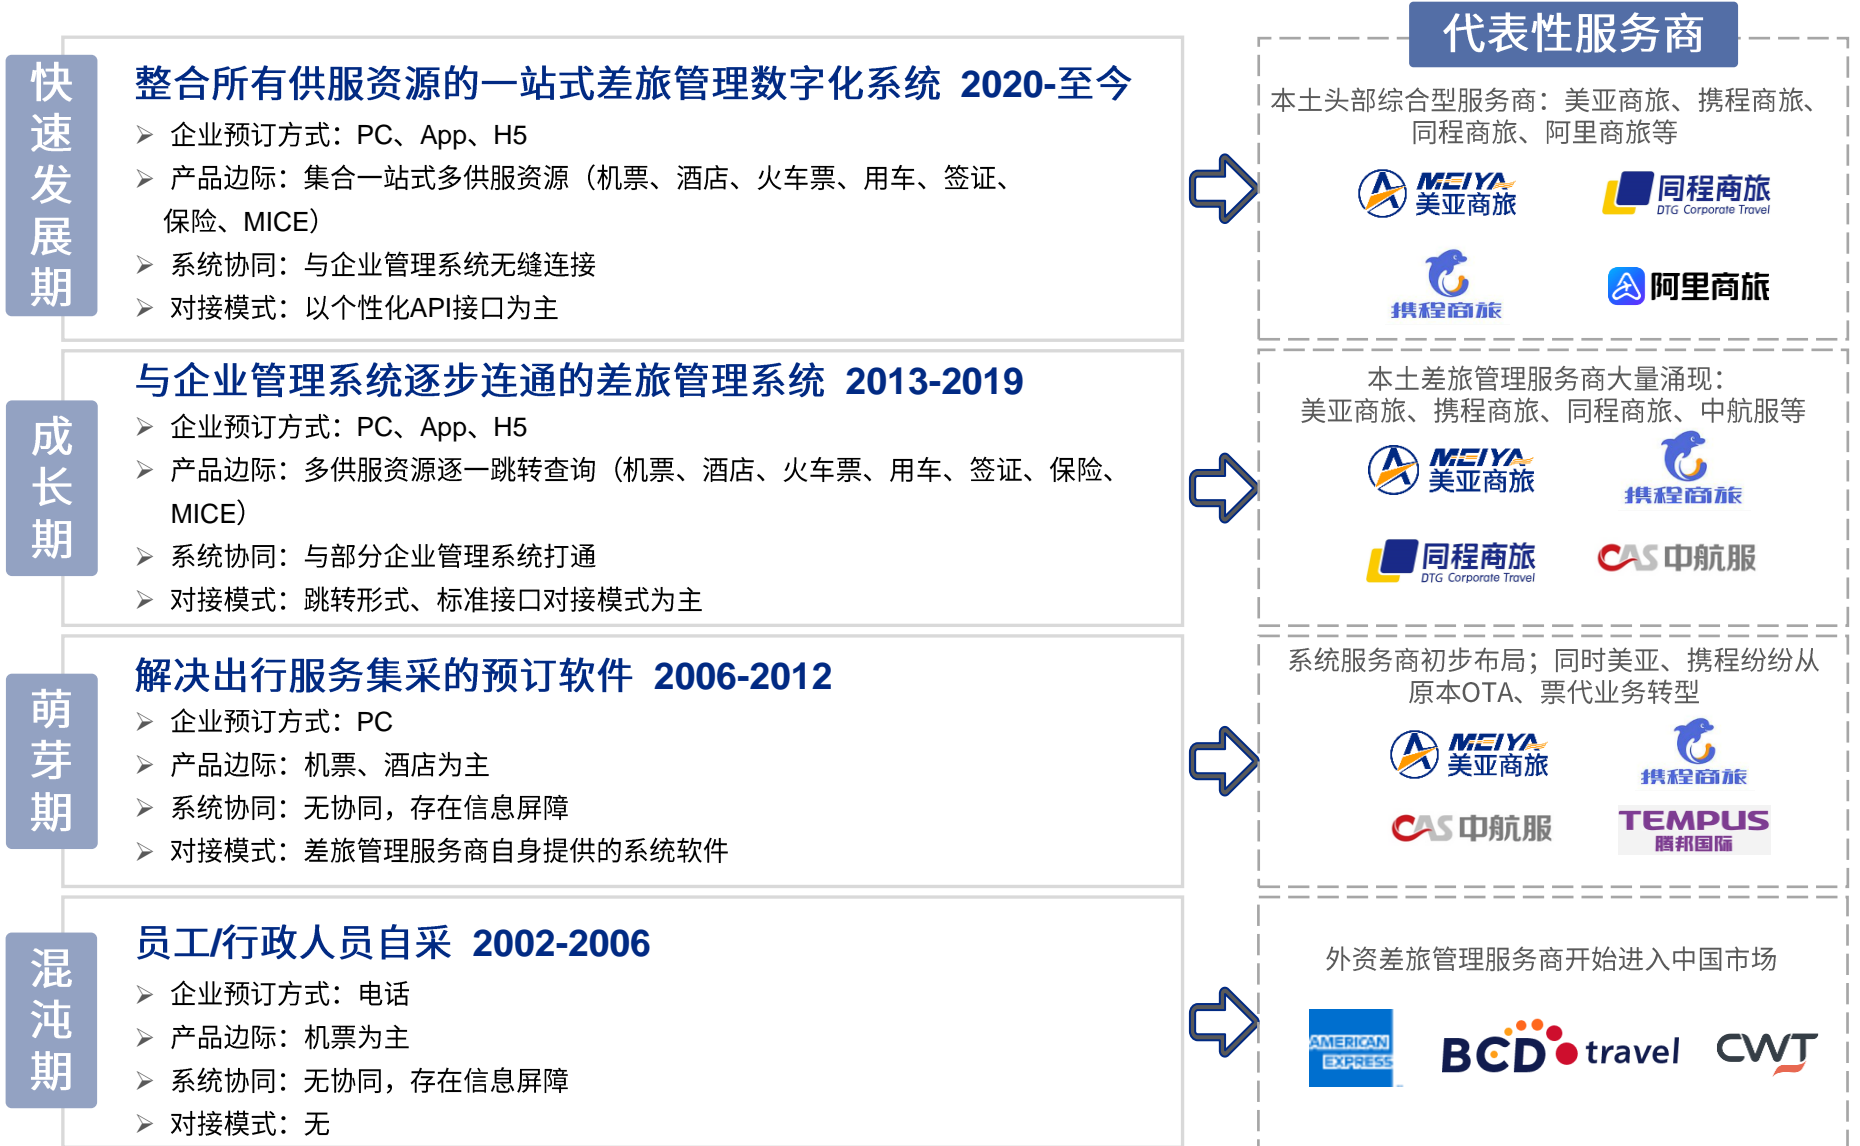 代表性服务商
快速发展期
整合所有供服资源的一站式差旅管理数字化系统 2020-至今
企业预订方式：PC、App、H5
产品边际：集合一站式多供服资源（机票、酒店、火车票、用车、签证、
保险、MICE）
系统协同：与企业管理系统无缝连接
对接模式：以个性化API接口为主
本土头部综合型服务商：美亚商旅、携程商旅、
同程商旅、阿里商旅等
MEIYA
美亚商旅
同程商旅
DTG Corporate Travel
携程商旅
阿里商旅
成长期
与企业管理系统逐步连通的差旅管理系统 2013-2019
企业预订方式：PC、App、H5
产品边际：多供服资源逐一跳转查询（机票、酒店、火车票、用车、签证、保险、
MICE）
系统协同：与部分企业管理系统打通
对接模式：跳转形式、标准接口对接模式为主
本土差旅管理服务商大量涌现：
美亚商旅、携程商旅、同程商旅、中航服等
MEIYA
美亚商旅
携程商旅
同程商旅
DTG Corporate Travel
CAS中航服
萌芽期
解决出行服务集采的预订软件 2006-2012
企业预订方式：PC
产品边际：机票、酒店为主
系统协同：无协同，存在信息屏障
对接模式：差旅管理服务商自身提供的系统软件
系统服务商初步布局；同时美亚、携程纷纷从
原本OTA、票代业务转型
MEIYA
美亚商旅
携程商旅
CAS中航服
TEMPUS
腾邦国际
混沌期
员工/行政人员自采 2002-2006
企业预订方式：电话
产品边际：机票为主
系统协同：无协同，存在信息屏障
对接模式：无
外资差旅管理服务商开始进入中国市场
AMERICAN
EXPRESS
BCD travel
CWT